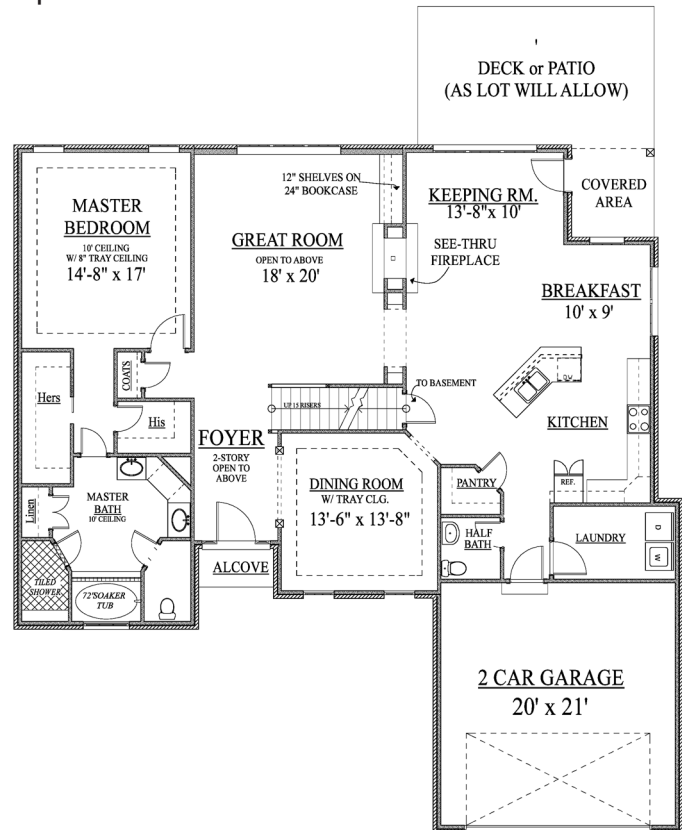 DECK or PATIO
(AS LOT WILL ALLOW)
12" SHELVES ON
24" BOOKCASE
KEEPING RM.
13'-8"x 10'
COVERED
AREA
MASTER
BEDROOM
10' CEILING
W/ 8" TRAY CEILING
14'-8" x 17'
GREAT ROOM
OPEN TO ABOVE
18' x 20'
SEE-THRU
FIREPLACE
BREAKFAST
10' x 9'
COATS
Hers
His
TO BASEMENT
UP 15 RISERS
FOYER
2-STORY
OPEN TO
ABOVE
KITCHEN
DINING ROOM
W/ TRAY CLG.
13'-6" x 13'-8"
PANTRY
REF.
Linen
MASTER
BATH
10' CEILING
HALF
BATH
LAUNDRY
D
W
ALCOVE
TILED
SHOWER
72"SOAKER
TUB
2 CAR GARAGE
20' x 21'